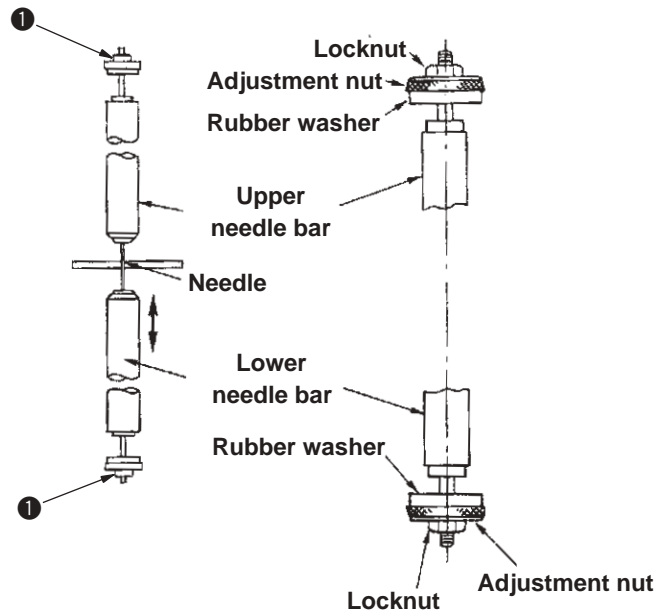 ❶
Locknut
Adjustment nut
Rubber washer
Upper
needle bar
Needle
Lower
needle bar
Rubber washer
❶
Adjustment nut
Locknut